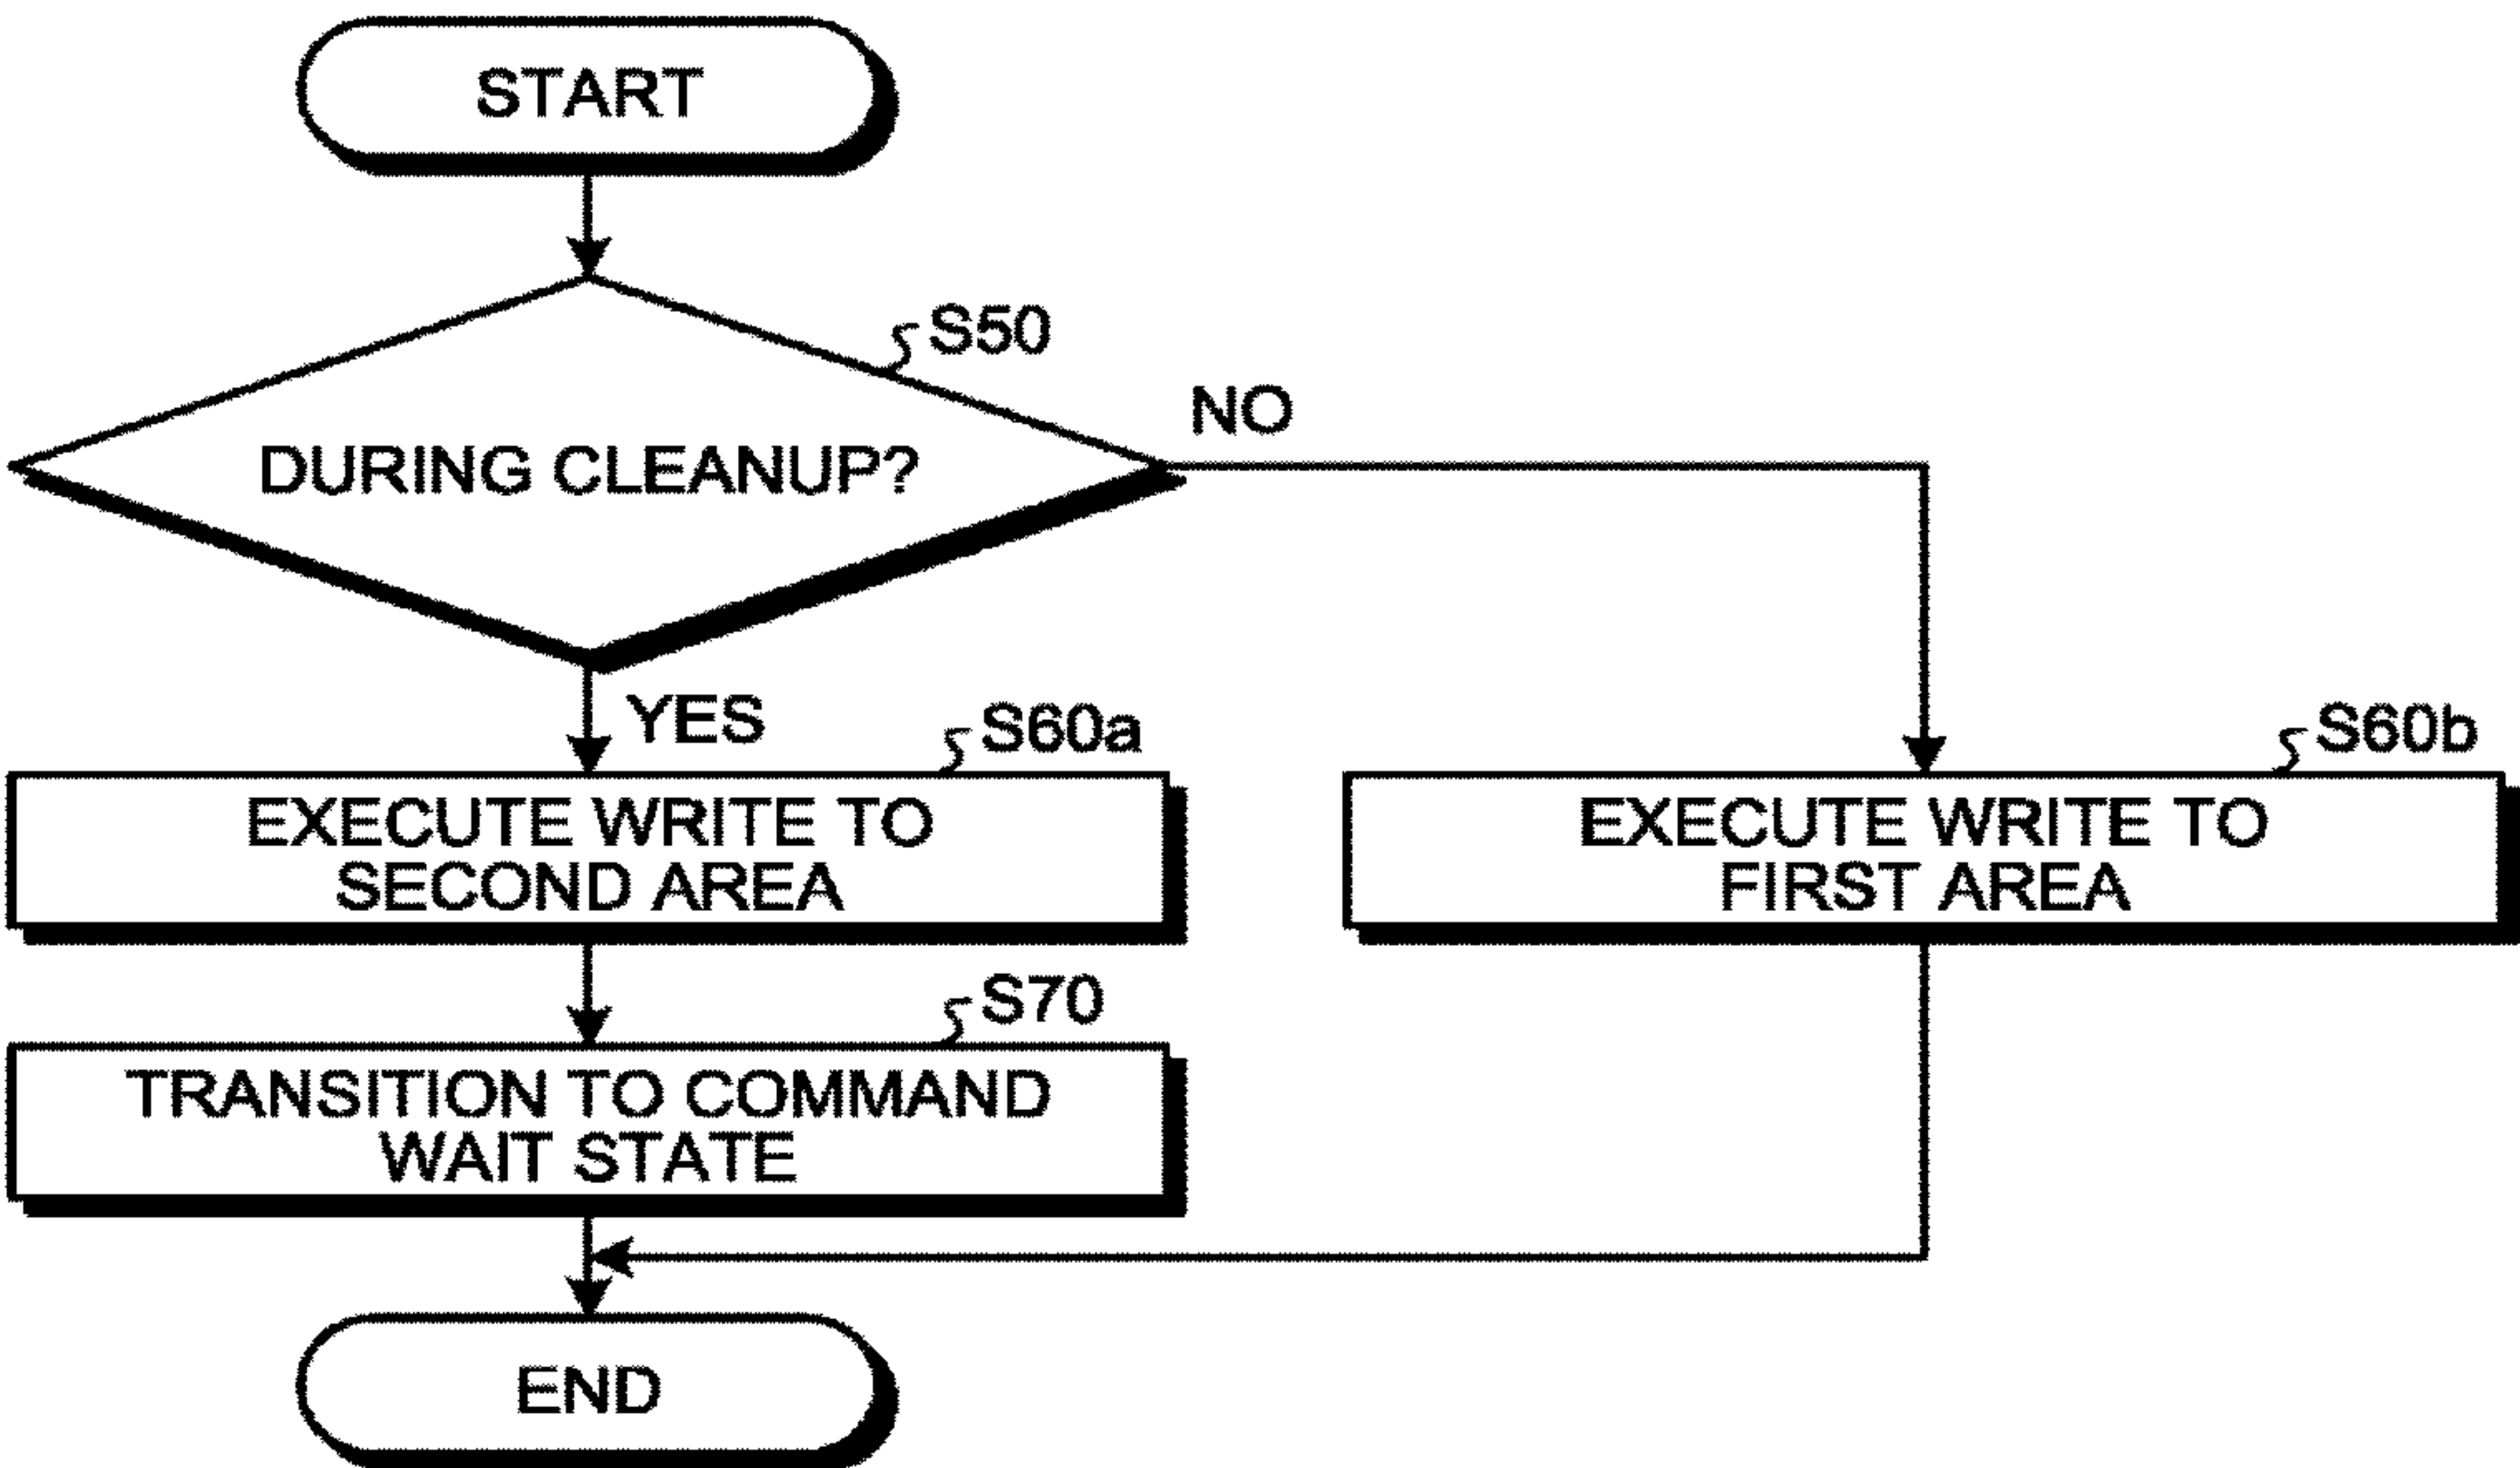 START
S50
NO
DURING CLEANUP?
YES
S60a
S60b
EXECUTE WRITE TO
SECOND AREA
EXECUTE WRITE TO
FIRST AREA
S70
TRANSITION TO COMMAND
WAIT STATE
END